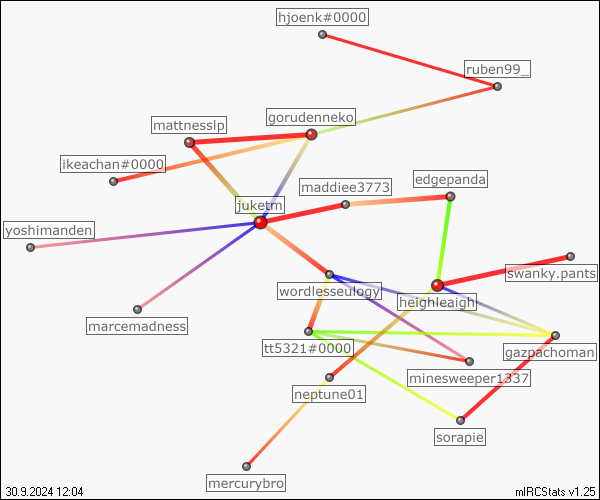 hjoenk#0000
ruben99_
gorudenneko
mattnesslp
ikeachan#0000
edgepanda
maddiee3773
juketm
yoshimanden
swanky.pants
wordlesseulogy
heighleaigh
marcemadness
tt5321#0000
gazpachoman
minesweeper1337
neptune01
sorapie
mercurybro
30.9.2024 12:04
mIRCStats v1.25